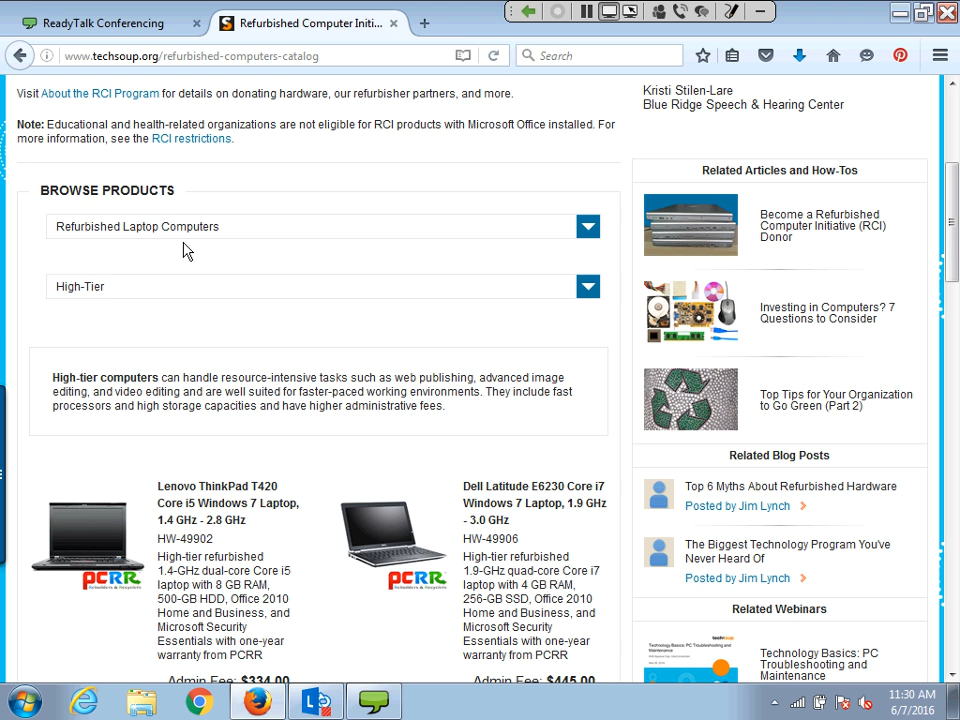 ReadyTalk Conferencing
Refurbished Computer Initi...
www.techsoup.org/refurbished-computers-catalog
Search
Visit About the RCI Program for details on donating hardware, our refurbisher partners, and more.
Note: Educational and health-related organizations are not eligible for RCI products with Microsoft Office installed. For
more information, see the RCI restrictions.
Kristi Stilen-Lare
Blue Ridge Speech & Hearing Center
BROWSE PRODUCTS
Refurbished Laptop Computers
High-Tier
High-tier computers can handle resource-intensive tasks such as web publishing, advanced image
editing, and video editing and are well suited for faster-paced working environments. They include fast
processors and high storage capacities and have higher administrative fees.
Lenovo ThinkPad T420
Core i5 Windows 7 Laptop,
1.4 GHz - 2.8 GHz
HW-49902
High-tier refurbished
1.4-GHz dual-core Core i5
laptop with 8 GB RAM,
500-GB HDD, Office 2010
Home and Business, and
Microsoft Security
Essentials with one-year
warranty from PCRR
Admin Fee: $334.00
PCRR
Dell Latitude E6230 Core i7
Windows 7 Laptop, 1.9 GHz
- 3.0 GHz
HW-49906
High-tier refurbished
1.9-GHz quad-core Core i7
laptop with 4 GB RAM,
256-GB SSD, Office 2010
Home and Business, and
Microsoft Security
Essentials with one-year
warranty from PCRR
Admin Fee: $445.00
PCRR
Related Articles and How-Tos
Become a Refurbished
Computer Initiative (RCI)
Donor
Investing in Computers? 7
Questions to Consider
Top Tips for Your Organization
to Go Green (Part 2)
Related Blog Posts
Top 6 Myths About Refurbished Hardware
Posted by Jim Lynch
The Biggest Technology Program You've
Never Heard Of
Posted by Jim Lynch
Related Webinars
techsoup
Technology Basics: PC Troubleshooting and
Maintenance
Technology Basics: PC
Troubleshooting and
Maintenance
11:30 AM
6/7/2016